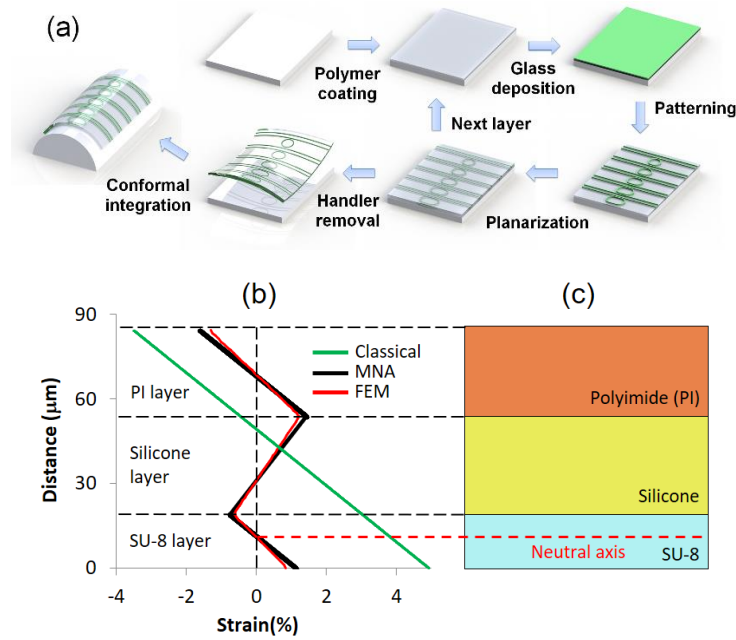 (a)
Polymer
coating
Glass
deposition
Patterning
Next layer
Conformal
integration
Handler
removal
Planarization
(b)
(c)
90
60
30
0
Distance (μm)
Classical
MNA
FEM
PI layer
Silicone
layer
SU-8 layer
-4
-2
0
2
4
Strain(%)
Polyimide (PI)
Silicone
Neutral axis
SU-8